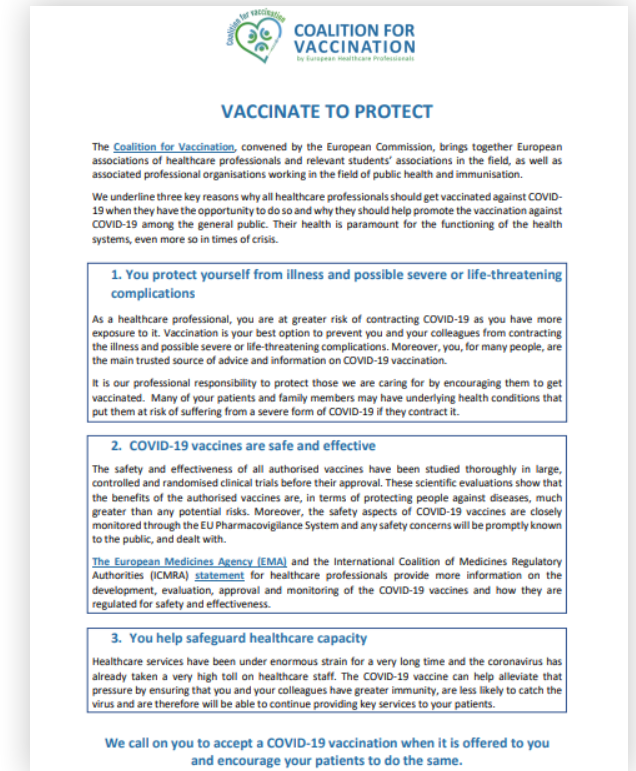 Coalition for vaccination
COALITION FOR
VACCINATION
by European Healthcare Professionals
VACCINATE TO PROTECT
The Coalition for Vaccination, convened by the European Commission, brings together European
associations of healthcare professionals and relevant students' associations in the field, as well as
associated professional organisations working in the field of public health and immunisation.
We underline three key reasons why all healthcare professionals should get vaccinated against COVID-
19 when they have the opportunity to do so and why they should help promote the vaccination against
COVID-19 among the general public. Their health is paramount for the functioning of the health
systems, even more so in times of crisis.
1. You protect yourself from illness and possible severe or life-threatening
complications
As a healthcare professional, you are at greater risk of contracting COVID-19 as you have more
exposure to it. Vaccination is your best option to prevent you and your colleagues from contracting
the illness and possible severe or life-threatening complications. Moreover, you, for many people, are
the main trusted source of advice and information on COVID-19 vaccination.
It is our professional responsibility to protect those we are caring for by encouraging them to get
vaccinated. Many of your patients and family members may have underlying health conditions that
put them at risk of suffering from a severe form of COVID-19 if they contract it.
2. COVID-19 vaccines are safe and effective
The safety and effectiveness of all authorised vaccines have been studied thoroughly in large,
controlled and randomised clinical trials before their approval. These scientific evaluations show that
the benefits of the authorised vaccines are, in terms of protecting people against diseases, much
greater than any potential risks. Moreover, the safety aspects of COVID-19 vaccines are closely
monitored through the EU Pharmacovigilance System and any safety concerns will be promptly known
to the public, and dealt with.
The European Medicines Agency (EMA) and the International Coalition of Medicines Regulatory
Authorities (ICMRA) statement for healthcare professionals provide more information on the
development, evaluation, approval and monitoring of the COVID-19 vaccines and how they are
regulated for safety and effectiveness.
3. You help safeguard healthcare capacity
Healthcare services have been under enormous strain for a very long time and the coronavirus has
already taken a very high toll on healthcare staff. The COVID-19 vaccine can help alleviate that
pressure by ensuring that you and your colleagues have greater immunity, are less likely to catch the
virus and are therefore will be able to continue providing key services to your patients.
We call on you to accept a COVID-19 vaccination when it is offered to you
and encourage your patients to do the same.